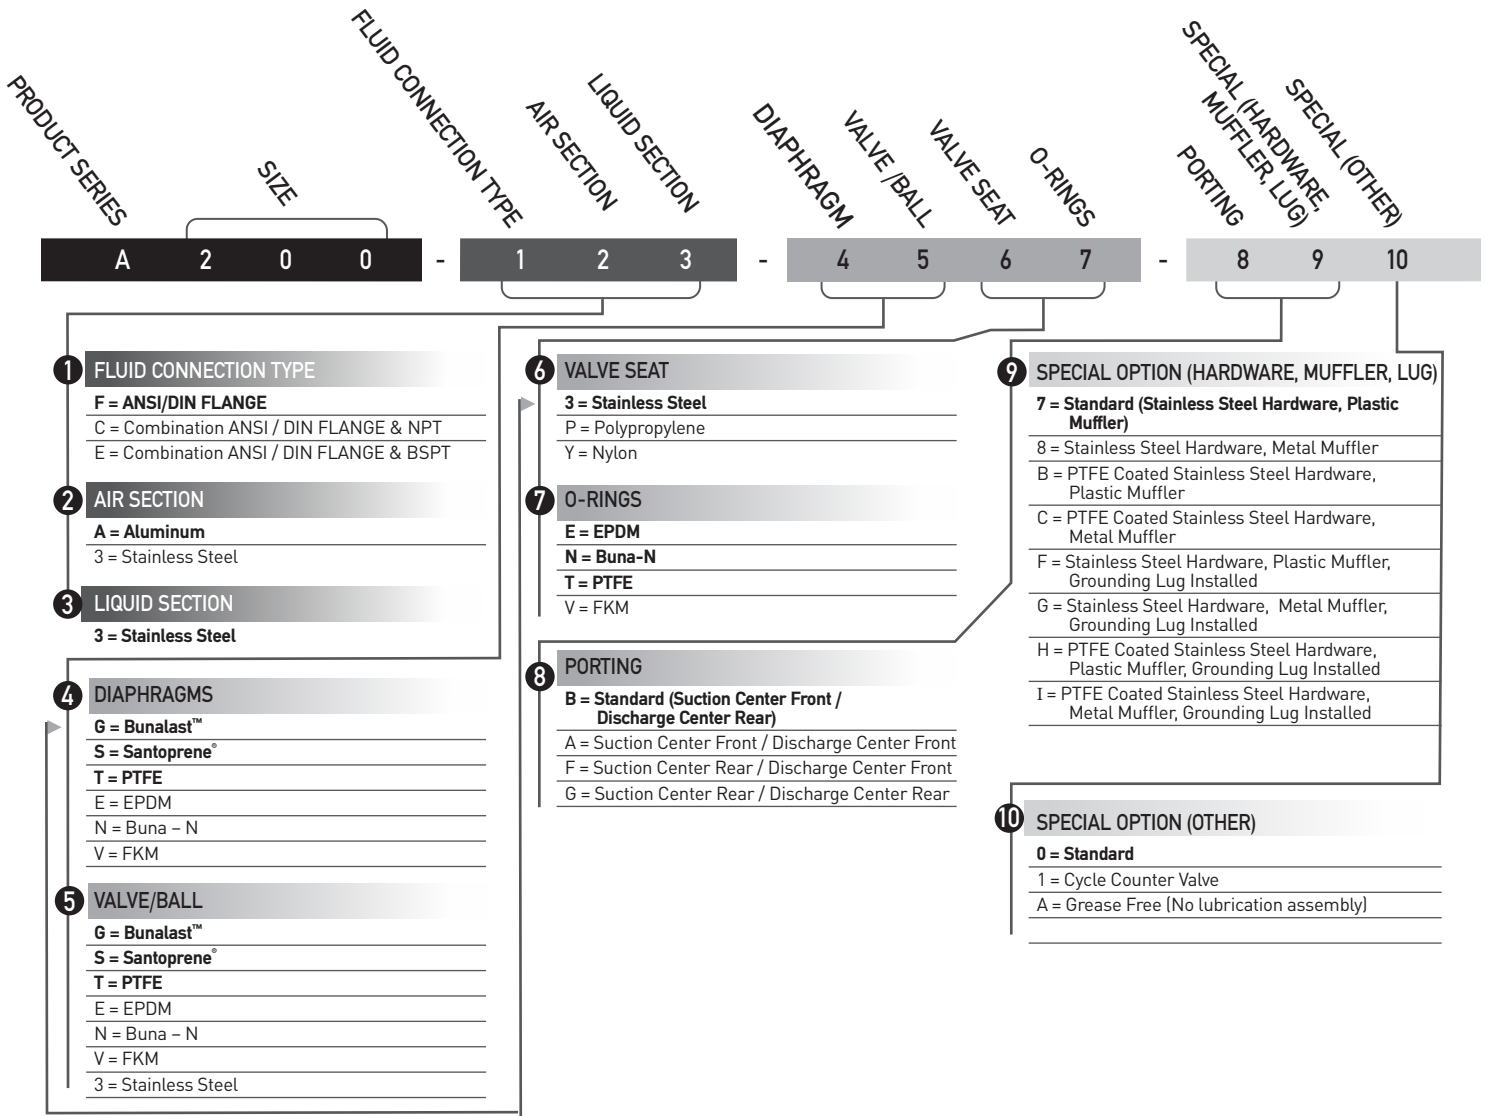 PRODUCT SERIES
SIZE
FLUID CONNECTION TYPE
AIR SECTION
LIQUID SECTION
DIAPHRAGM
VALVE /BALL
VALVE SEAT
O-RINGS
PORTING
SPECIAL (HARDWARE,
MUFFLER, LUG)
SPECIAL (OTHER)
A 2 0 0 - 1 2 3 - 4 5 6 7 - 8 9 10
1 FLUID CONNECTION TYPE
F = ANSI/DIN FLANGE
C = Combination ANSI / DIN FLANGE & NPT
E = Combination ANSI / DIN FLANGE & BSPT
2 AIR SECTION
A = Aluminum
3 = Stainless Steel
3 LIQUID SECTION
3 = Stainless Steel
4 DIAPHRAGMS
G = Bunalast™
S = Santoprene®
T = PTFE
E = EPDM
N = Buna – N
V = FKM
5 VALVE/BALL
G = Bunalast™
S = Santoprene®
T = PTFE
E = EPDM
N = Buna – N
V = FKM
3 = Stainless Steel
6 VALVE SEAT
3 = Stainless Steel
P = Polypropylene
Y = Nylon
7 O-RINGS
E = EPDM
N = Buna-N
T = PTFE
V = FKM
8 PORTING
B = Standard (Suction Center Front /
Discharge Center Rear)
A = Suction Center Front / Discharge Center Front
F = Suction Center Rear / Discharge Center Front
G = Suction Center Rear / Discharge Center Rear
9 SPECIAL OPTION (HARDWARE, MUFFLER, LUG)
7 = Standard (Stainless Steel Hardware, Plastic
Muffler)
8 = Stainless Steel Hardware, Metal Muffler
B = PTFE Coated Stainless Steel Hardware,
Plastic Muffler
C = PTFE Coated Stainless Steel Hardware,
Metal Muffler
F = Stainless Steel Hardware, Plastic Muffler,
Grounding Lug Installed
G = Stainless Steel Hardware, Metal Muffler,
Grounding Lug Installed
H = PTFE Coated Stainless Steel Hardware,
Plastic Muffler, Grounding Lug Installed
I = PTFE Coated Stainless Steel Hardware,
Metal Muffler, Grounding Lug Installed
10 SPECIAL OPTION (OTHER)
0 = Standard
1 = Cycle Counter Valve
A = Grease Free (No lubrication assembly)